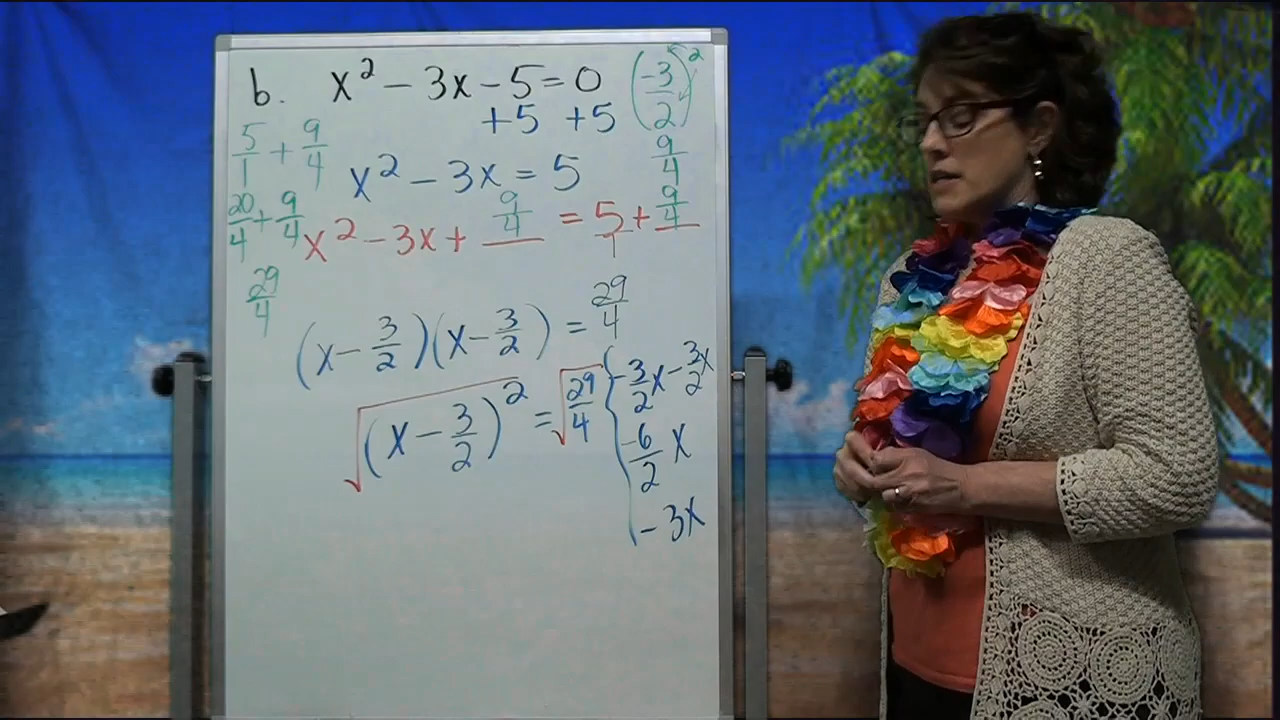 b. x² - 3x - 5 = 0 (-3/2)²
+5 +5
5/1 + 9/4
x² - 3x = 5
9/4
20/4 + 9/4
x² - 3x + 9/4 = 5/1 + 9/4
29/4
(x - 3/2)(x - 3/2) = 29/4
√(x - 3/2)² = √29/4
-3/2x - 3/2x
-6/2 x
-3x